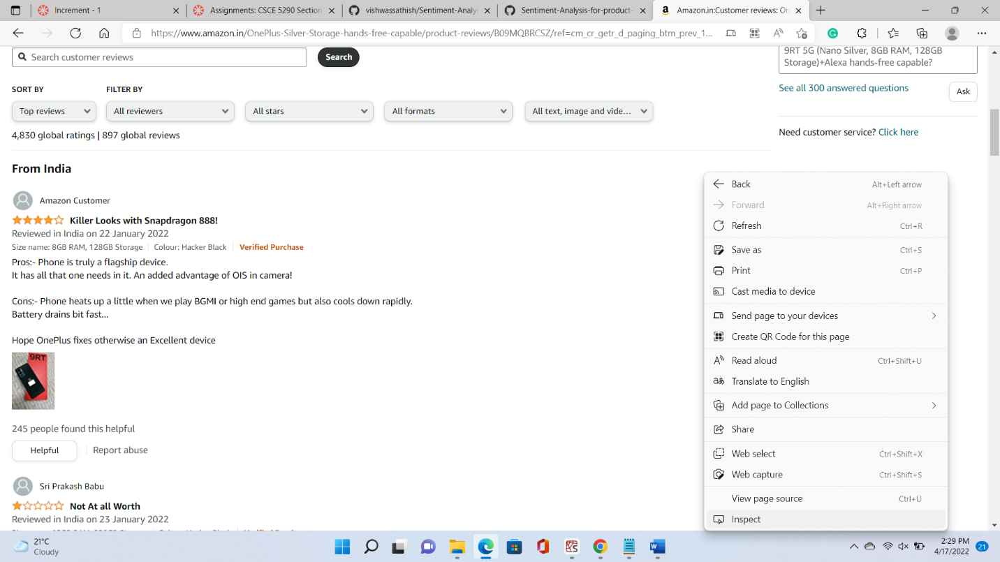 Increment - 1
Assignments: CSCE 5290 Section
vishwassathish/Sentiment-Analys
Sentiment-Analysis-for-product-
Amazon.in:Customer reviews: On
https://www.amazon.in/OnePlus-Silver-Storage-hands-free-capable/product-reviews/B09MQBRCSZ/ref=cm_cr_getr_d_paging_btm_prev_1...
Search customer reviews
Search
9RT 5G (Nano Silver, 8GB RAM, 128GB
Storage)+Alexa hands-free capable?
See all 300 answered questions
Ask
SORT BY
FILTER BY
Top reviews
All reviewers
All stars
All formats
All text, image and vide...
4,830 global ratings | 897 global reviews
Need customer service? Click here
From India
Amazon Customer
Killer Looks with Snapdragon 888!
Reviewed in India on 22 January 2022
Size name: 8GB RAM, 128GB Storage
Colour: Hacker Black
Verified Purchase
Pros:- Phone is truly a flagship device.
It has all that one needs in it. An added advantage of OIS in camera!
Cons:- Phone heats up a little when we play BGMI or high end games but also cools down rapidly.
Battery drains bit fast...
Hope OnePlus fixes otherwise an Excellent device
9RT
245 people found this helpful
Helpful
Report abuse
Sri Prakash Babu
Not At all Worth
Reviewed in India on 23 January 2022
Back Alt+Left arrow
Forward Alt+Right arrow
Refresh Ctrl+R
Save as Ctrl+S
Print Ctrl+P
Cast media to device
Send page to your devices
Create QR Code for this page
Read aloud Ctrl+Shift+U
Translate to English
Add page to Collections
Share
Web select Ctrl+Shift+X
Web capture Ctrl+Shift+S
View page source Ctrl+U
Inspect
21°C
Cloudy
2:29 PM
4/17/2022
21